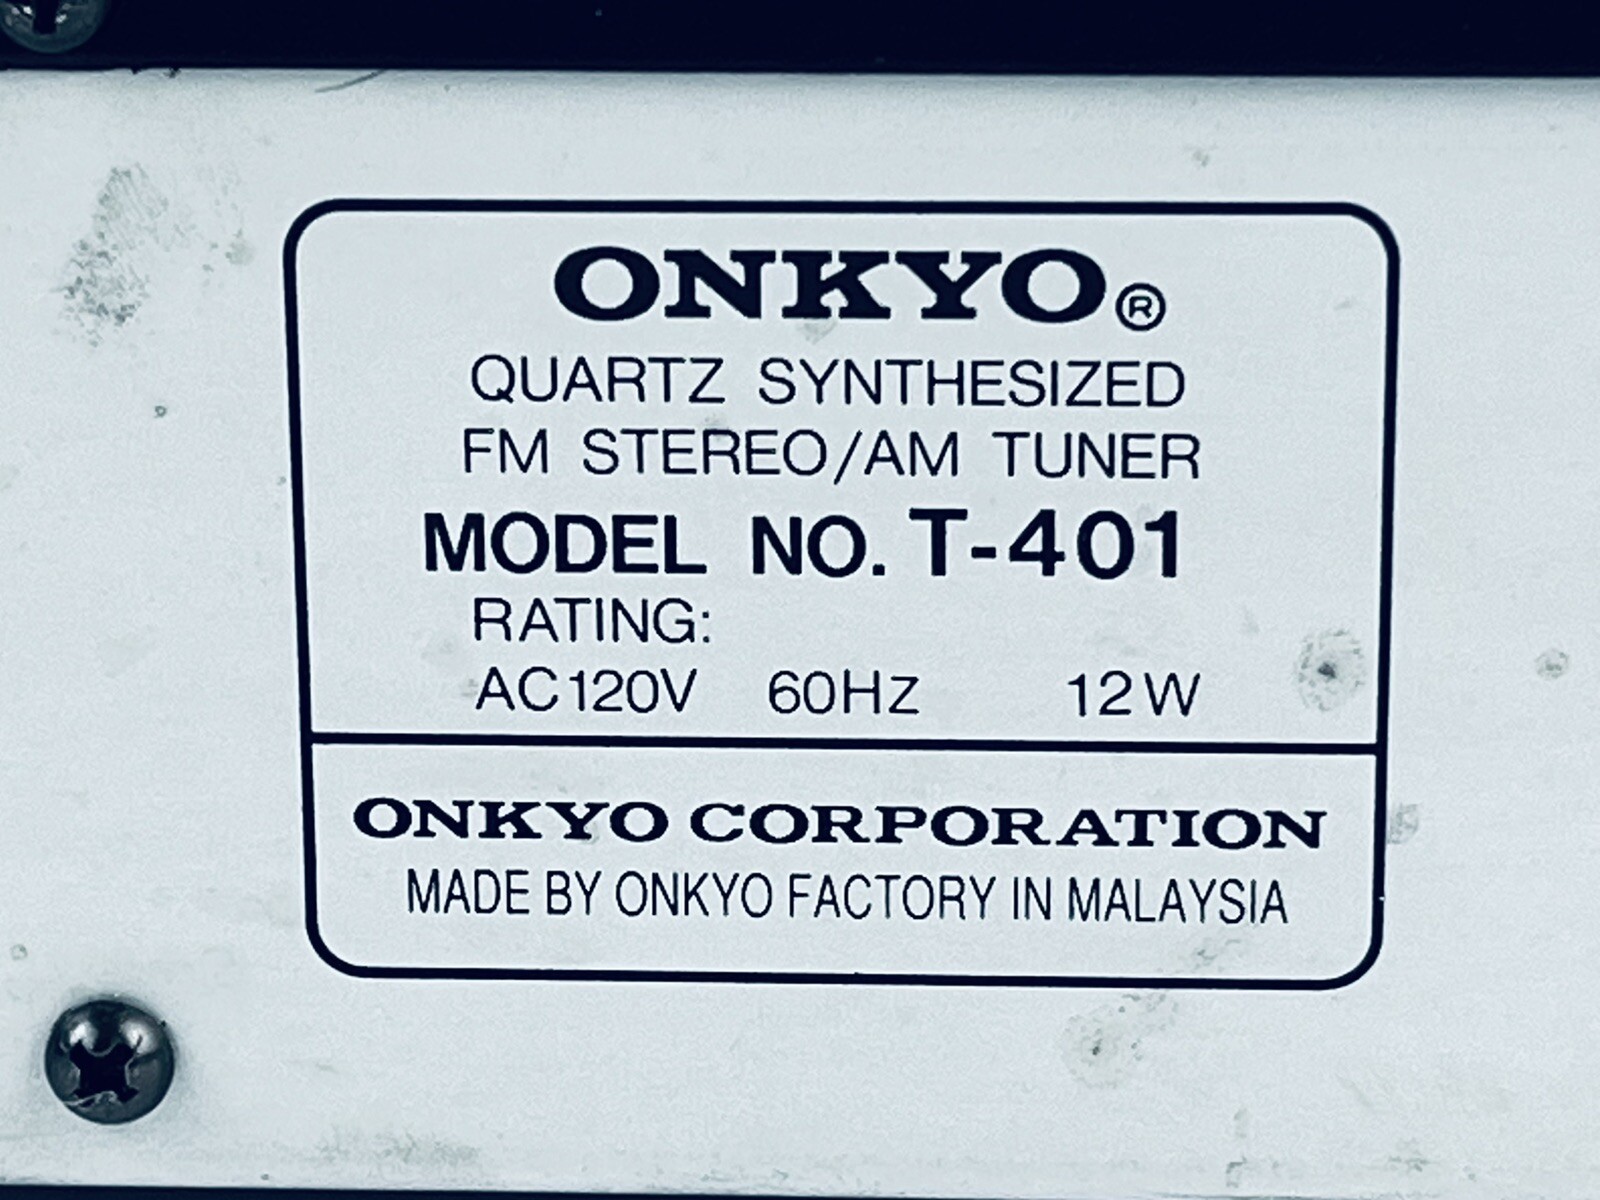 ONKYO®
QUARTZ SYNTHESIZED
FM STEREO/AM TUNER
MODEL NO. T-401
RATING:
AC120V 60Hz 12W
ONKYO CORPORATION
MADE BY ONKYO FACTORY IN MALAYSIA